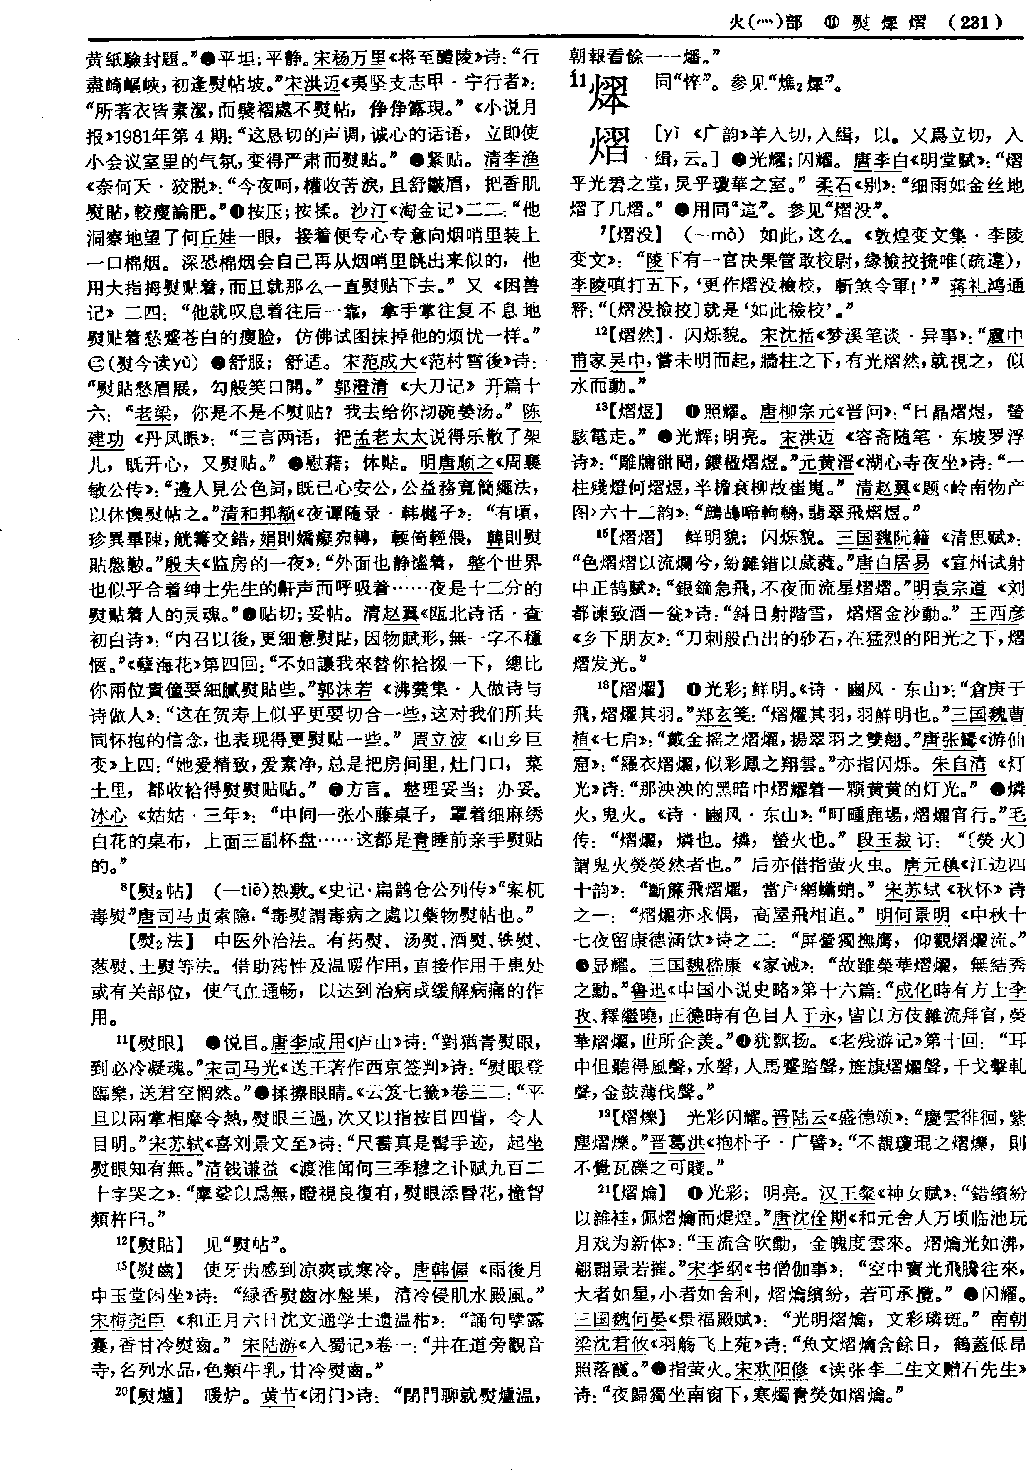 火(灬)部 ⑪ 熨 㷮 熠 (231)
黄紙驗封題。”❷平坦;平静。宋杨万里《将至醴陵》诗:“行
盡崎嶇峽,初逢熨帖坡。”宋洪迈《夷坚支志甲·宁行者》:
“所著衣皆素潔,而襞褶處不熨帖,倖倖露現。”《小说月
报》1981年第4期:“这恳切的声调,诚心的话语,立即使
小会议室里的气氛,变得严肃而熨贴。”❸紧贴。清李渔
《奈何天·狡脱》:“今夜呵,權收苦淚,且舒皺眉,把香肌
熨貼,較瘦論肥。”❹按压;按揉。沙汀《淘金记》二二:“他
洞察地望了何丘娃一眼,接着便专心专意向烟哨里装上
一口棉烟。深恐棉烟会自己再从烟哨里跳出来似的,他
用大指拇熨贴着,而且就那么一直熨贴下去。”又《困兽
记》二四:“他就叹息着往后一靠,拿手掌往复不息地
熨贴着愁蹙苍白的瘦脸,仿佛试图抹掉他的烦忧一样。”
㊂(熨今读yù) ❶舒服;舒适。宋范成大《范村雪後》诗:
“熨貼愁眉展,勾般笑口開。”郭澄清《大刀记》开篇十
六:“老梁,你是不是不熨贴?我去给你沏碗姜汤。”陈
建功《丹凤眼》:“三言两语,把孟老太太说得乐散了架
儿,既开心,又熨贴。”❷慰藉;体贴。明唐顺之《周襄
敏公传》:“邊人見公色詞,既已心安公,公益務寬簡繩法,
以休懊熨帖之。”清和邦额《夜谭随录·韩樾子》:“有頃,
珍異畢陳,觥籌交錯,娟則嬌癡宛轉,輕倚輕偎,韓則熨
貼慇懃。”殷夫《监房的一夜》:“外面也静谧着,整个世界
也似乎合着绅士先生的鼾声而呼吸着……夜是十二分的
熨贴着人的灵魂。”❸贴切;妥帖。清赵翼《瓯北诗话·查
初白诗》:“内召以後,更細意熨貼,因物賦形,無一字不穩
愜。”《孽海花》第四回:“不如讓我來替你拾掇一下,總比
你兩位貴僮要細膩熨貼些。”郭沫若《沸羹集·人做诗与
诗做人》:“这在贺寿上似乎更要切合一些,这对我们所共
同怀抱的信念,也表现得更熨贴一些。”周立波《山乡巨
变》上四:“她爱精致,爱素净,总是把房间里,灶门口,菜
土里,都收拾得熨熨贴贴。”❹方言。整理妥当;办妥。
冰心《姑姑·三年》:“中间一张小藤桌子,罩着细麻绣
白花的桌布,上面三副杯盘……这都是青睡前亲手熨贴
的。”
⁸【熨₂帖】 (—tiē)热敷。《史记·扁鹊仓公列传》“案杌
毒熨”唐司马贞索隐:“毒熨謂毒病之處以藥物熨帖也。”
【熨₂法】 中医外治法。有药熨、汤熨、酒熨、铁熨、
葱熨、土熨等法。借助药性及温暖作用,直接作用于患处
或有关部位,使气血通畅,以达到治病或缓解病痛的作
用。
¹¹【熨眼】 ❶悦目。唐李咸用《庐山》诗:“對猶青熨眼,
到必冷凝魂。”宋司马光《送王著作西京签判》诗:“熨眼登
臨樂,送君空惘然。”❷揉擦眼睛。《云笈七籤》卷三二:“平
旦以兩掌相摩令熱,熨眼三過,次又以指按目四眥,令人
目明。”宋苏轼《喜刘景文至》诗:“尺書真是髯手迹,起坐
熨眼知有無。”清钱谦益《渡淮闻何三季穆之讣赋九百二
十字哭之》:“摩挲以爲無,瞪視良復有;熨眼添昏花,撞胷
類杵臼。”
¹²【熨貼】 见“熨帖”。
¹⁵【熨齒】 使牙齿感到凉爽或寒冷。唐韩偓《雨後月
中玉堂闲坐》诗:“緑香熨齒冰盤果,清冷侵肌水殿風。”
宋梅尧臣《和正月六日沈文通学士遗温柑》:“誦句擘露
囊,香甘冷熨齒。”宋陆游《入蜀记》卷一:“井在道旁觀音
寺,名列水品,色類牛乳,甘冷熨齒。”
²⁰【熨爐】 暖炉。黄节《闭门》诗:“閉門聊就熨爐温,
朝報看餘一一燔。”
¹¹㷮 同“悴”。参见“憔₂㷮”。
熠 [yì 《广韵》羊入切,入缉,以。又爲立切,入
缉,云。] ❶光耀;闪耀。唐李白《明堂赋》:“熠
乎光碧之堂,炅乎瓊華之室。”柔石《别》:“细雨如金丝地
熠了几熠。”❷用同“這”。参见“熠没”。
⁷【熠没】 (—mò) 如此,这么。《敦煌变文集·李陵
变文》:“陵下有一官决果管敢校尉,緣撿挍撓唯(疏違),
李陵嗔打五下,‘更作熠没檢校,斬煞令軍!’”蒋礼鸿通
释:“〔熠没撿挍〕就是‘如此檢校’。”
¹²【熠然】 闪烁貌。宋沈括《梦溪笔谈·异事》:“盧中
甫家吴中,嘗未明而起,牆柱之下,有光熠然,就視之,似
水而動。”
¹³【熠煜】 ❶照耀。唐柳宗元《晋问》:“日晶熠煜,螢
駭電走。”❷光辉;明亮。宋洪迈《容斋随笔·东坡罗浮
诗》:“雕牕錯閒,鏤楹熠煜。”元黄溍《湖心寺夜坐》诗:“一
柱殘燈何熠煜,半檐衰柳故崔嵬。”清赵翼《题〈岭南物产
图〉六十二韵》:“鷓鴣啼鉤輈,翡翠飛熠煜。”
¹⁵【熠熠】 鲜明貌;闪烁貌。三国魏阮籍《清思赋》:
“色熠熠以流爛兮,紛雜錯以葳蕤。”唐白居易《宣州试射
中正鹄赋》:“銀鏑急飛,不夜而流星熠熠。”明袁宗道《刘
都谏致酒一瓮》诗:“斜日射階雪,熠熠金沙動。”王西彦
《乡下朋友》:“刀刺般凸出的砂石,在猛烈的阳光之下,熠
熠发光。”
¹⁸【熠燿】 ❶光彩;鲜明。《诗·豳风·东山》:“倉庚于
飛,熠燿其羽。”郑玄笺:“熠燿其羽,羽鮮明也。”三国魏曹
植《七启》:“戴金摇之熠燿,揚翠羽之雙翹。”唐张鷟《游仙
窟》:“羅衣熠燿,似彩鳳之翔雲。”亦指闪烁。朱自清《灯
光》诗:“那泱泱的黑暗中熠耀着一颗黄黄的灯光。”❷燐
火,鬼火。《诗·豳风·东山》:“町疃鹿場,熠燿宵行。”毛
传:“熠燿,燐也。燐,螢火也。”段玉裁订:“〔熒火〕
謂鬼火熒熒然者也。”后亦借指萤火虫。唐元稹《江边四
十韵》:“斷簾飛熠燿,當户網蠨蛸。”宋苏轼《秋怀》诗
之一:“熠燿亦求偶,高屋飛相追。”明何景明《中秋十
七夜留康德涵饮》诗之二:“屏營獨撫膺,仰觀熠燿流。”
❸显耀。三国魏嵇康《家诫》:“故雖榮華熠燿,無結秀
之勳。”鲁迅《中国小说史略》第十六篇:“成化時有方士李
孜、釋繼曉,正德時有色目人于永,皆以方伎雜流拜官,榮
華熠燿,世所企羨。”❹犹飘扬。《老残游记》第十回:“耳
中但聽得風聲,水聲,人馬蹙踏聲,旌旗熠燿聲,干戈擊軋
聲,金鼓薄伐聲。”
¹⁹【熠爍】 光彩闪耀。晋陆云《盛德颂》:“慶雲徘徊,紫
塵熠爍。”晋葛洪《抱朴子·广譬》:“不覩瓊琨之熠爍,則
不覺瓦礫之可賤。”
²¹【熠爚】 ❶光彩;明亮。汉王粲《神女赋》:“錯繽紛
以雜袿,佩熠爚而焜煌。”唐沈佺期《和元舍人万顷临池玩
月戏为新体》:“玉流含吹動,金魄度雲來。熠爚光如沸,
翩翾景若摧。”宋李纲《书僧伽事》:“空中寶光飛騰往來,
大者如星,小者如舍利,熠爚繽紛,若可承攬。”❷闪耀。
三国魏何晏《景福殿赋》:“光明熠爚,文彩璘斑。”南朝
梁沈君攸《羽觞飞上苑》诗:“魚文熠爚含餘日,鶴蓋低昂
照落霞。”❸指萤火。宋欧阳修《读张李二生文赠石先生》
诗:“夜歸獨坐南窗下,寒燭青熒如熠爚。”